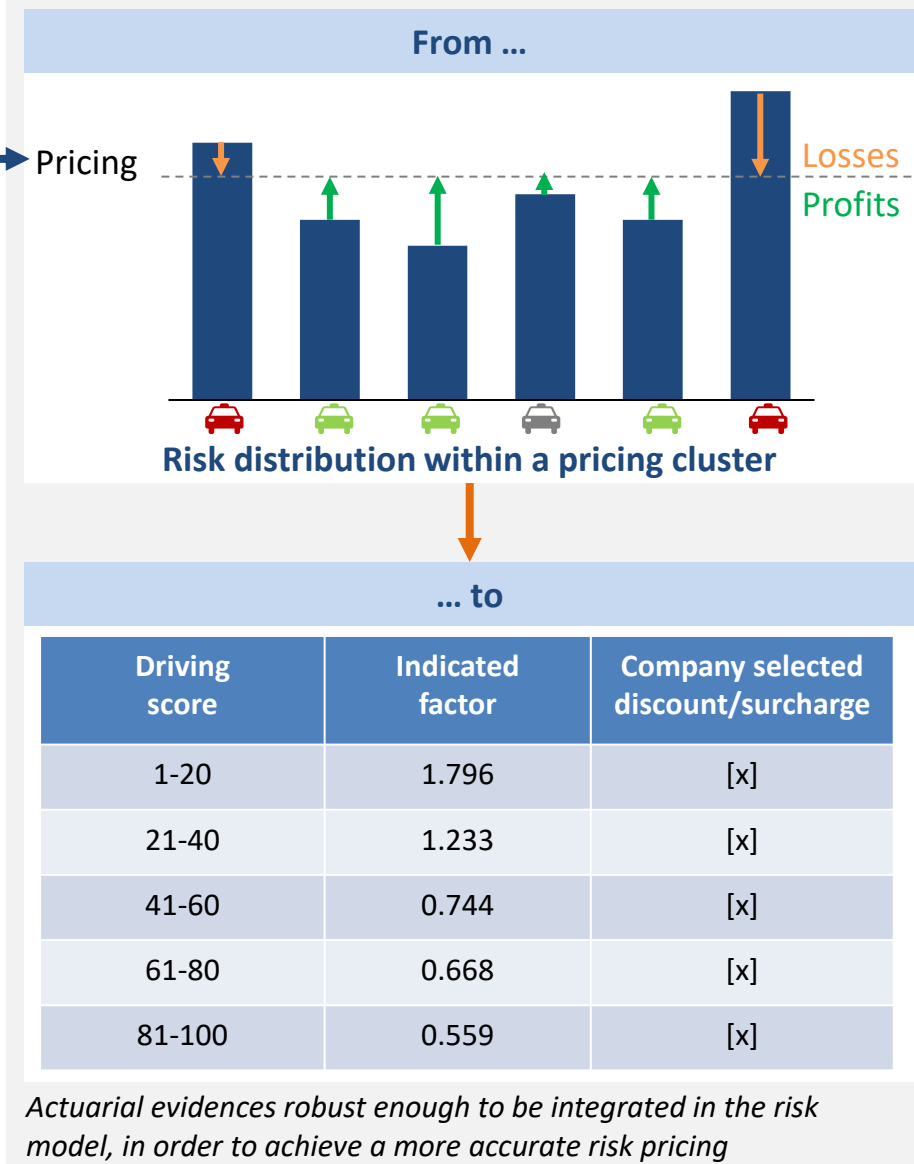 From ...
Pricing
Losses
Profits
Risk distribution within a pricing cluster
... to
Driving score
Indicated factor
Company selected discount/surcharge
1-20 1.796 [x]
21-40 1.233 [x]
41-60 0.744 [x]
61-80 0.668 [x]
81-100 0.559 [x]
Actuarial evidences robust enough to be integrated in the risk
model, in order to achieve a more accurate risk pricing